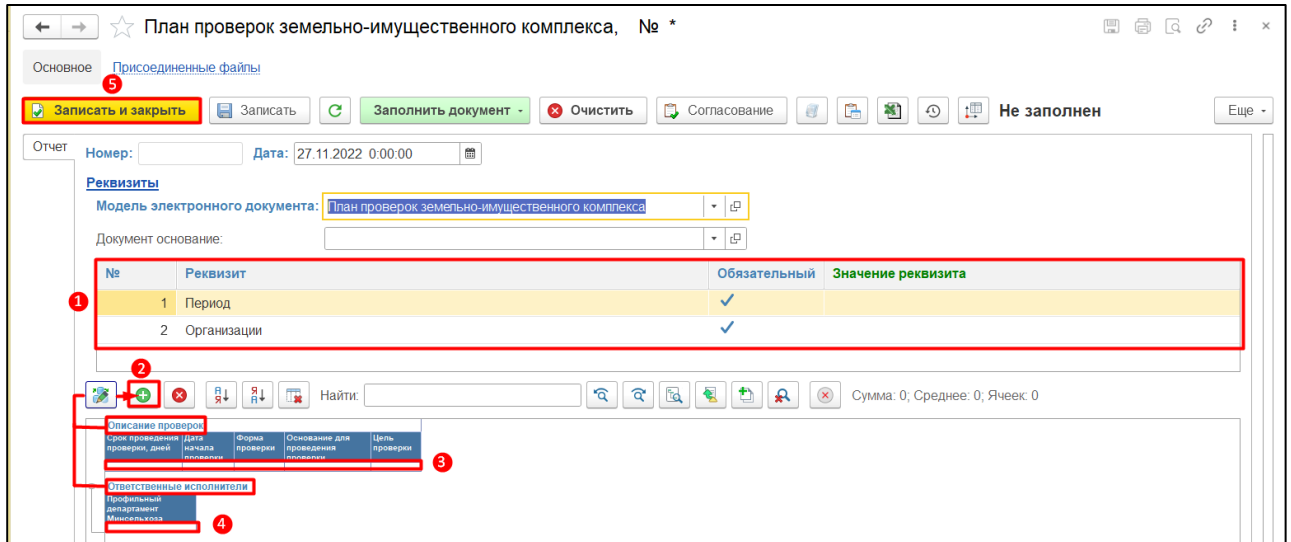 План проверок земельно-имущественного комплекса, № *
Основное Присоединенные файлы
5
Записать и закрыть Записать Заполнить документ Очистить Согласование Не заполнен Еще
Отчет Номер: Дата: 27.11.2022 0:00:00
Реквизиты
Модель электронного документа: План проверок земельно-имущественного комплекса
Документ основание:
№ Реквизит Обязательный Значение реквизита
1 1 Период
2 Организации
2
Найти: Сумма: 0; Среднее: 0; Ячеек: 0
Описание проверок
Срок проведения Дата Форма Основание для Цель
проверки, дней начала проверки проведения проверки
проверки проверки
3
Ответственные исполнители
Профильный
департамент
Минсельхоза
4